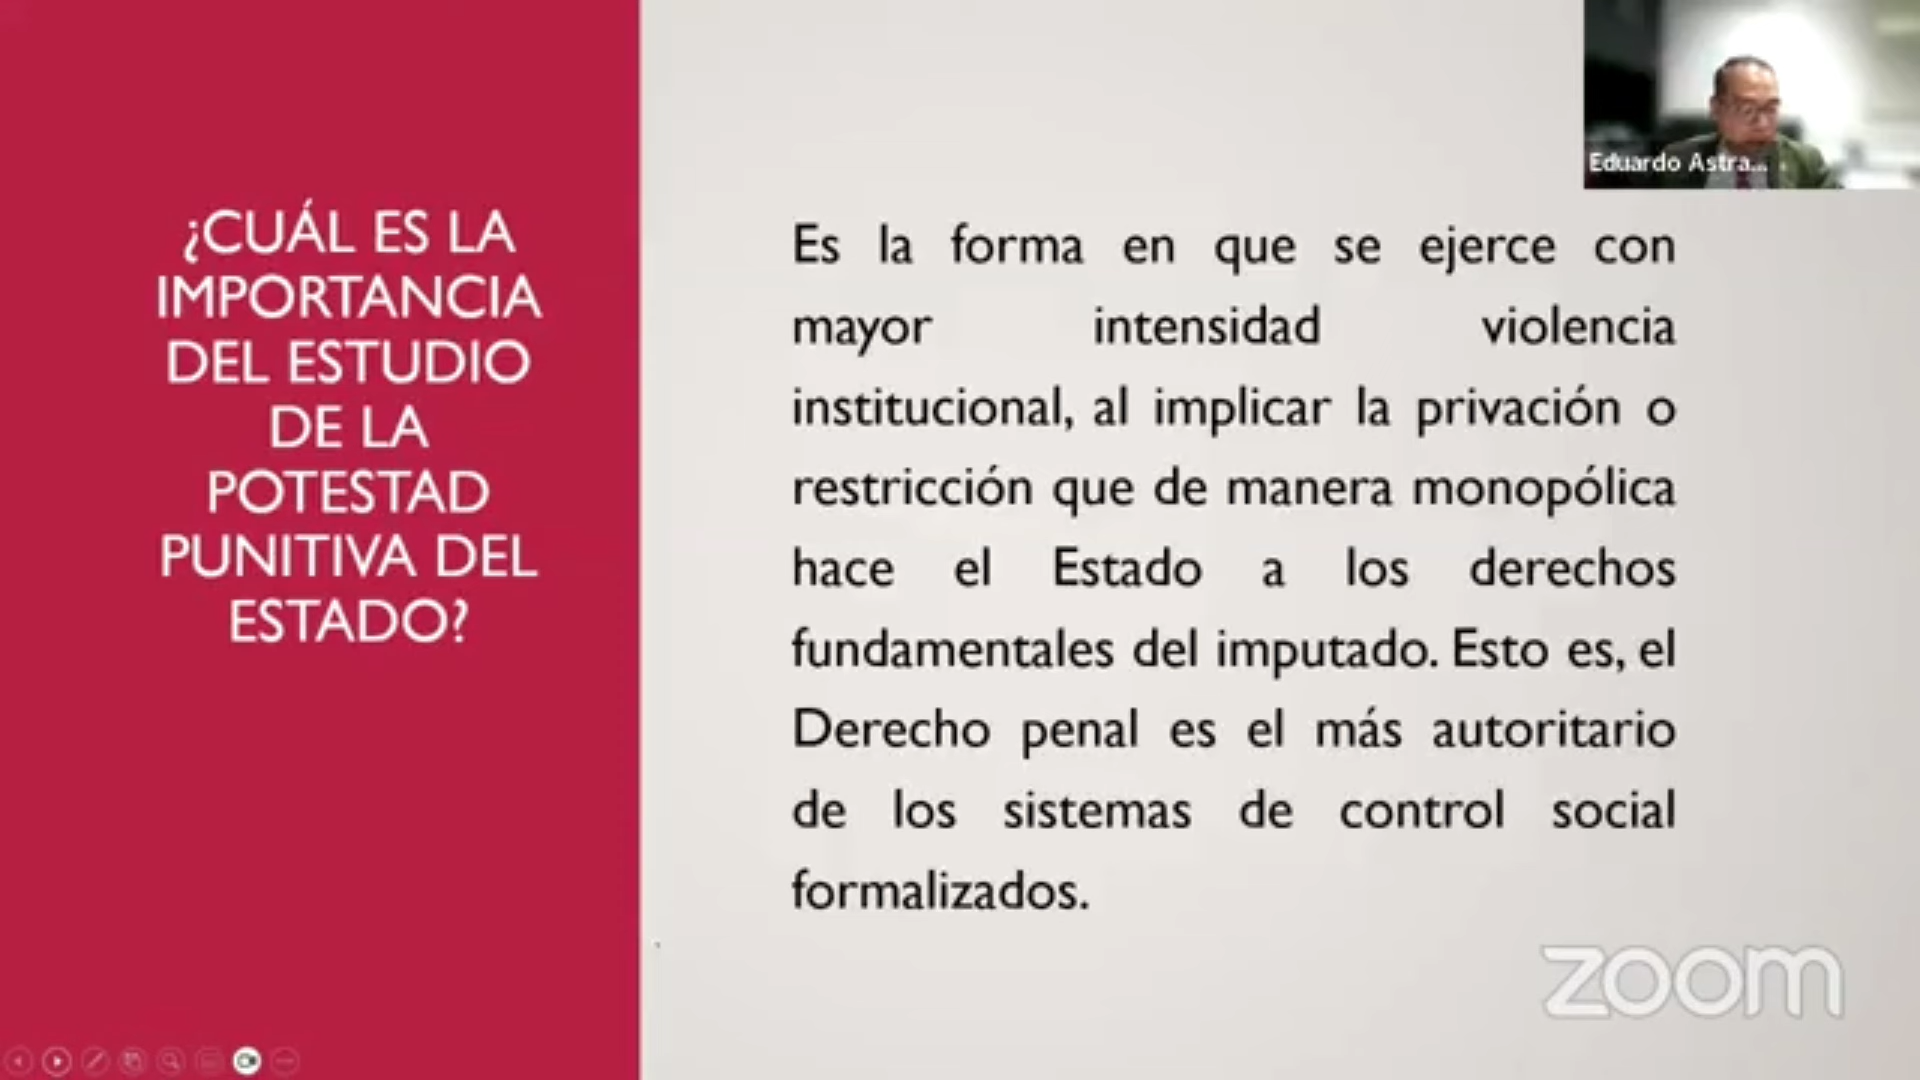 ¿CUÁL ES LA
IMPORTANCIA
DEL ESTUDIO
DE LA
POTESTAD
PUNITIVA DEL
ESTADO?
Es la forma en que se ejerce con
mayor intensidad violencia
institucional, al implicar la privación o
restricción que de manera monopólica
hace el Estado a los derechos
fundamentales del imputado. Esto es, el
Derecho penal es el más autoritario
de los sistemas de control social
formalizados.
Eduardo Astra...
zoom